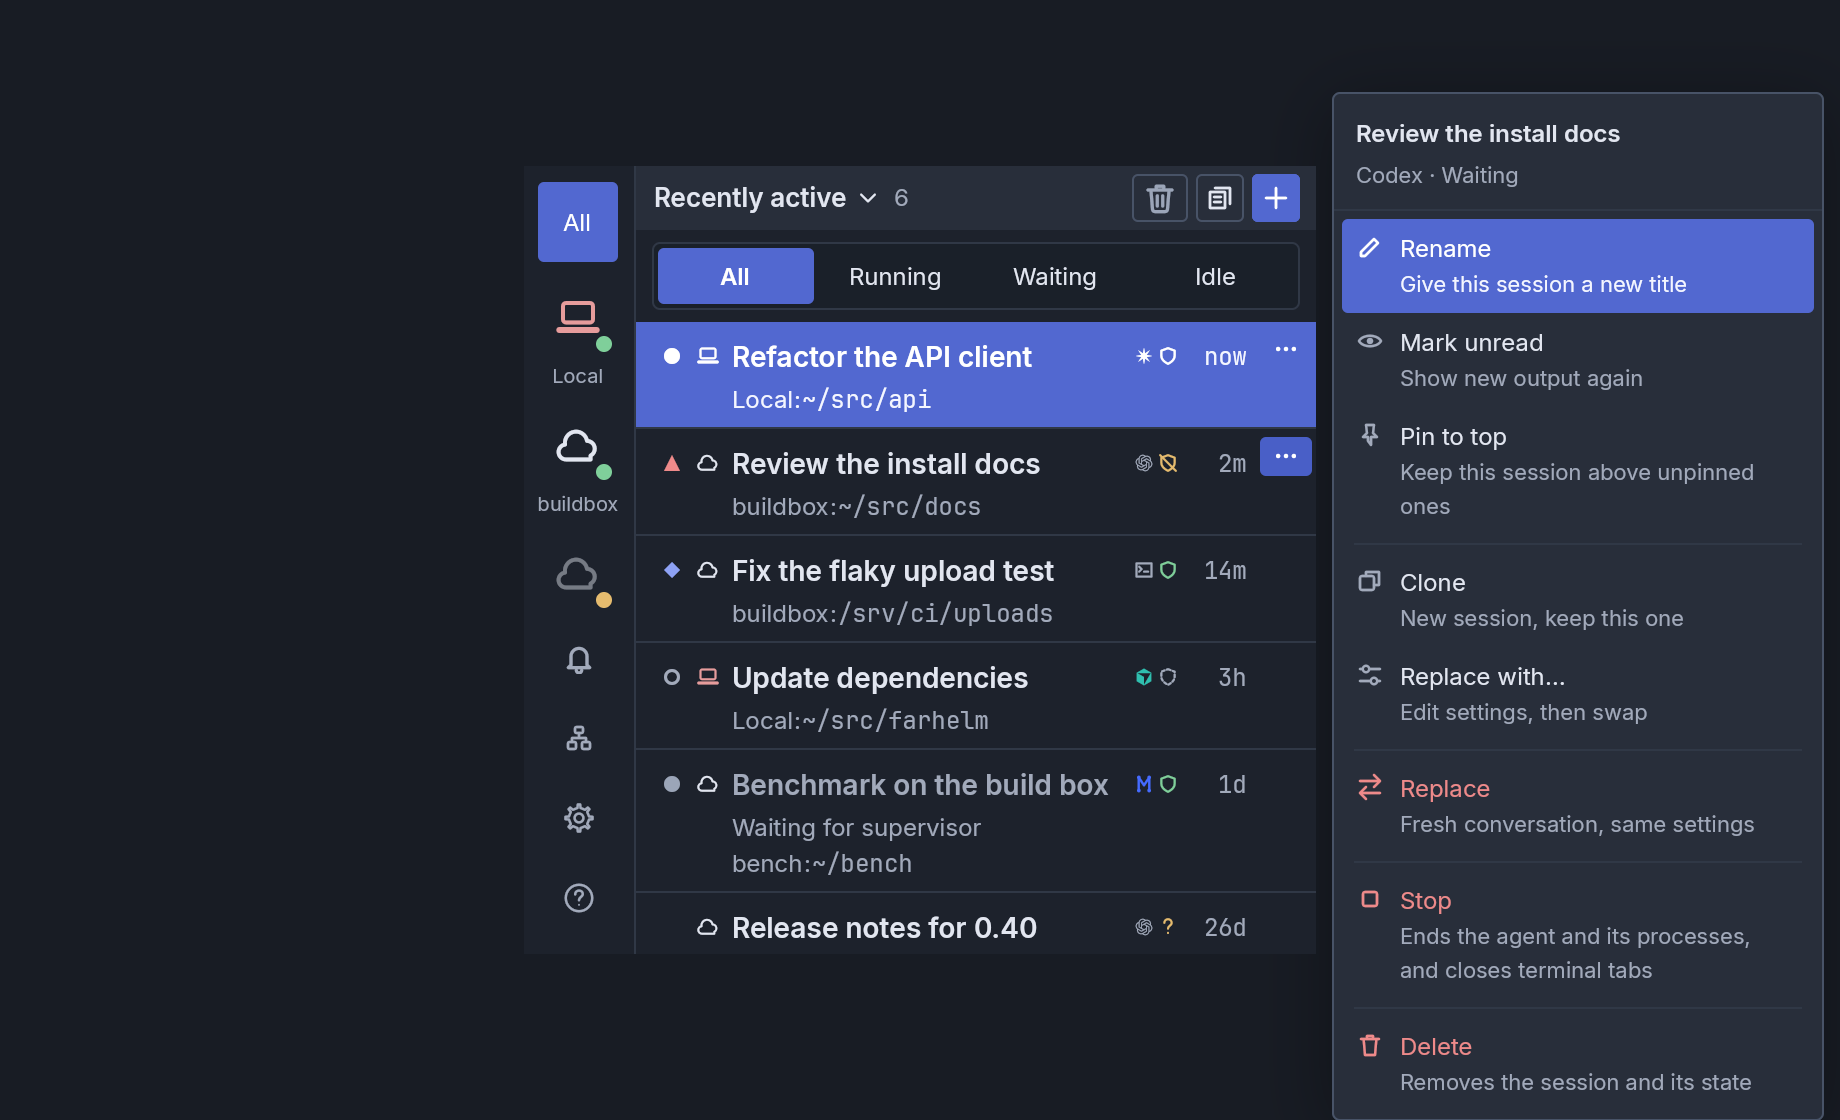 All
Local
buildbox
Recently active 6
All Running Waiting Idle
Refactor the API client now
Local:~/src/api
Review the install docs 2m
buildbox:~/src/docs
Fix the flaky upload test 14m
buildbox:/srv/ci/uploads
Update dependencies 3h
Local:~/src/farhelm
Benchmark on the build box 1d
Waiting for supervisor
bench:~/bench
Release notes for 0.40 ? 26d
Review the install docs
Codex · Waiting
Rename
Give this session a new title
Mark unread
Show new output again
Pin to top
Keep this session above unpinned
ones
Clone
New session, keep this one
Replace with...
Edit settings, then swap
Replace
Fresh conversation, same settings
Stop
Ends the agent and its processes,
and closes terminal tabs
Delete
Removes the session and its state